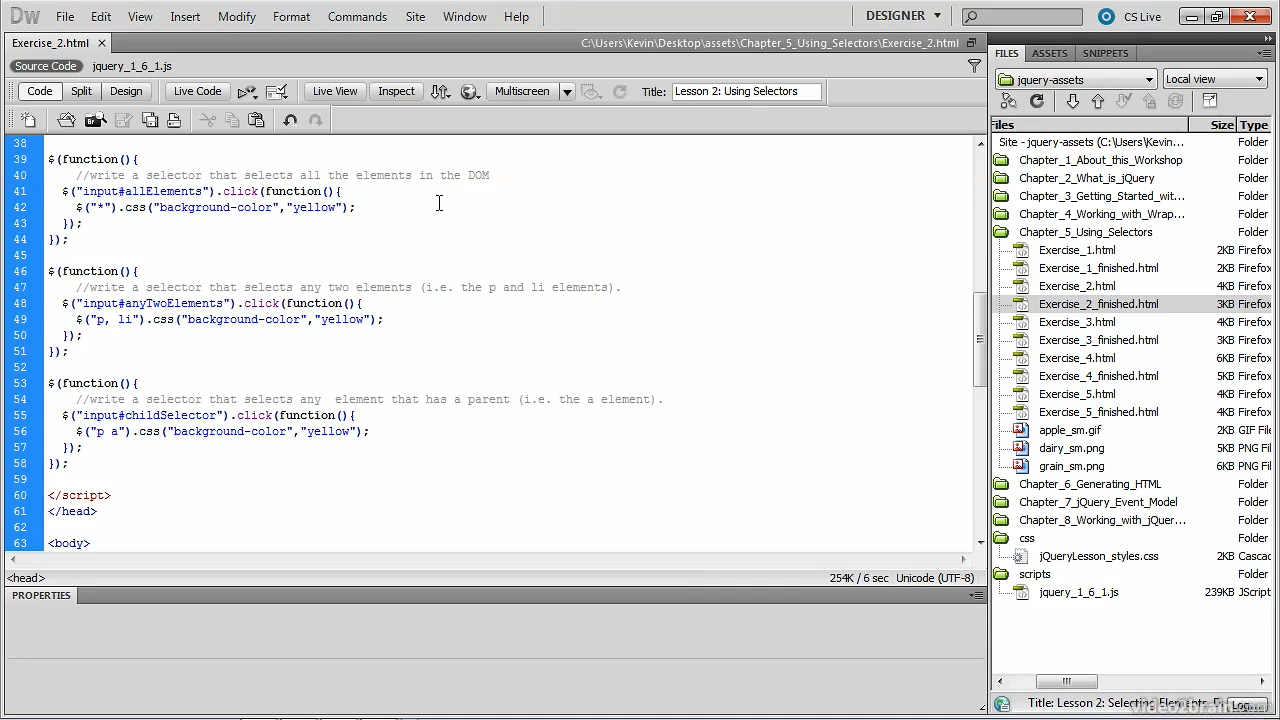 Dw File Edit View Insert Modify Format Commands Site Window Help DESIGNER CS Live
Exercise_2.html C:\Users\Kevin\Desktop\assets\Chapter_5_Using_Selectors\Exercise_2.html
Source Code jquery_1_6_1.js
Code Split Design Live Code Live View Inspect Multiscreen Title: Lesson 2: Using Selectors
38
39 $(function(){
40 //write a selector that selects all the elements in the DOM
41 $("input#allElements").click(function(){
42 $("*").css("background-color","yellow");
43 });
44 });
45
46 $(function(){
47 //write a selector that selects any two elements (i.e. the p and li elements).
48 $("input#anyTwoElements").click(function(){
49 $("p, li").css("background-color","yellow");
50 });
51 });
52
53 $(function(){
54 //write a selector that selects any  element that has a parent (i.e. the a element).
55 $("input#childSelector").click(function(){
56 $("p a").css("background-color","yellow");
57 });
58 });
59
60 </script>
61 </head>
62
63 <body>
<head> 254K / 6 sec Unicode (UTF-8)
PROPERTIES
FILES ASSETS SNIPPETS
jquery-assets Local view
Files Size Type
Site - jquery-assets (C:\Users\Kevin... Folder
Chapter_1_About_this_Workshop Folder
Chapter_2_What_is_jQuery Folder
Chapter_3_Getting_Started_wit... Folder
Chapter_4_Working_with_Wrap... Folder
Chapter_5_Using_Selectors Folder
Exercise_1.html 2KB Firefox
Exercise_1_finished.html 2KB Firefox
Exercise_2.html 2KB Firefox
Exercise_2_finished.html 3KB Firefox
Exercise_3.html 4KB Firefox
Exercise_3_finished.html 4KB Firefox
Exercise_4.html 6KB Firefox
Exercise_4_finished.html 5KB Firefox
Exercise_5.html 4KB Firefox
Exercise_5_finished.html 4KB Firefox
apple_sm.gif 2KB GIF File
dairy_sm.png 5KB PNG Fil
grain_sm.png 6KB PNG Fil
Chapter_6_Generating_HTML Folder
Chapter_7_jQuery_Event_Model Folder
Chapter_8_Working_with_jQuer... Folder
css Folder
jQueryLesson_styles.css 2KB Cascad
scripts Folder
jquery_1_6_1.js 239KB JScript
Title: Lesson 2: Selecting Elements Log...
video2brain.com